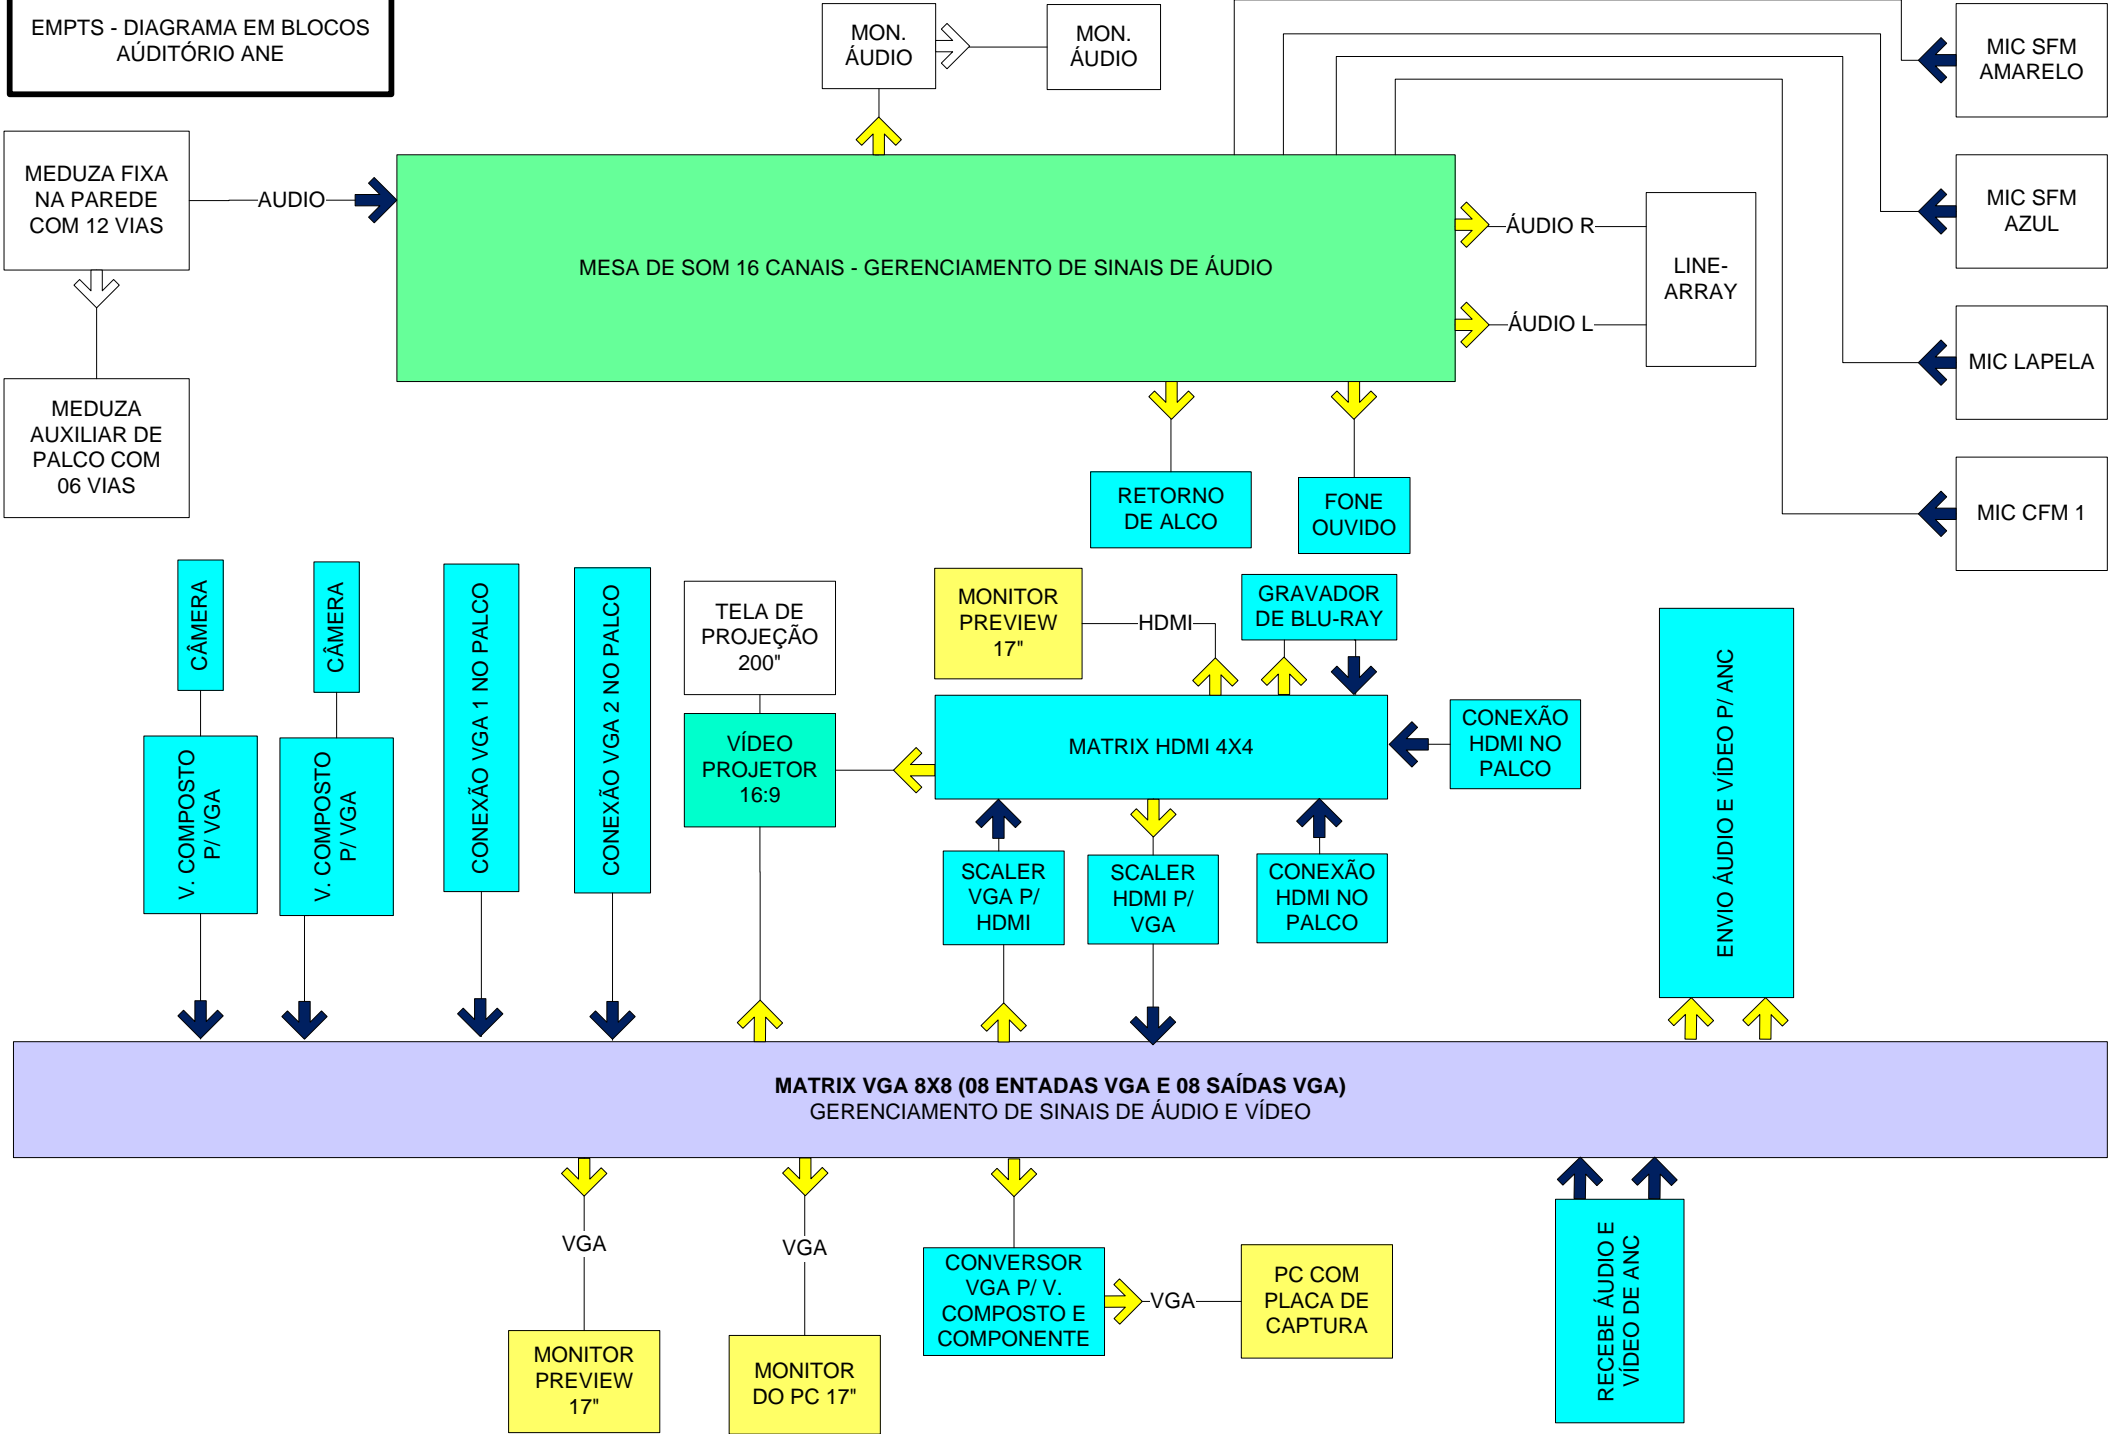 EMPTS - DIAGRAMA EM BLOCOS
AÚDITÓRIO ANE
MON.
ÁUDIO
MON.
ÁUDIO
MIC SFM
AMARELO
MEDUZA FIXA
NA PAREDE
COM 12 VIAS
AUDIO
MESA DE SOM 16 CANAIS - GERENCIAMENTO DE SINAIS DE ÁUDIO
ÁUDIO R
ÁUDIO L
LINE-
ARRAY
MIC SFM
AZUL
MIC LAPELA
MIC CFM 1
MEDUZA
AUXILIAR DE
PALCO COM
06 VIAS
RETORNO
DE ALCO
FONE
OUVIDO
CÂMERA
CÂMERA
V. COMPOSTO
P/ VGA
V. COMPOSTO
P/ VGA
CONEXÃO VGA 1 NO PALCO
CONEXÃO VGA 2 NO PALCO
TELA DE
PROJEÇÃO
200"
VÍDEO
PROJETOR
16:9
MONITOR
PREVIEW
17"
HDMI
GRAVADOR
DE BLU-RAY
MATRIX HDMI 4X4
CONEXÃO
HDMI NO
PALCO
SCALER
VGA P/
HDMI
SCALER
HDMI P/
VGA
CONEXÃO
HDMI NO
PALCO
ENVIO ÁUDIO E VÍDEO P/ ANC
MATRIX VGA 8X8 (08 ENTADAS VGA E 08 SAÍDAS VGA)
GERENCIAMENTO DE SINAIS DE ÁUDIO E VÍDEO
VGA
MONITOR
PREVIEW
17"
VGA
MONITOR
DO PC 17"
CONVERSOR
VGA P/ V.
COMPOSTO E
COMPONENTE
VGA
PC COM
PLACA DE
CAPTURA
RECEBE ÁUDIO E
VÍDEO DE ANC